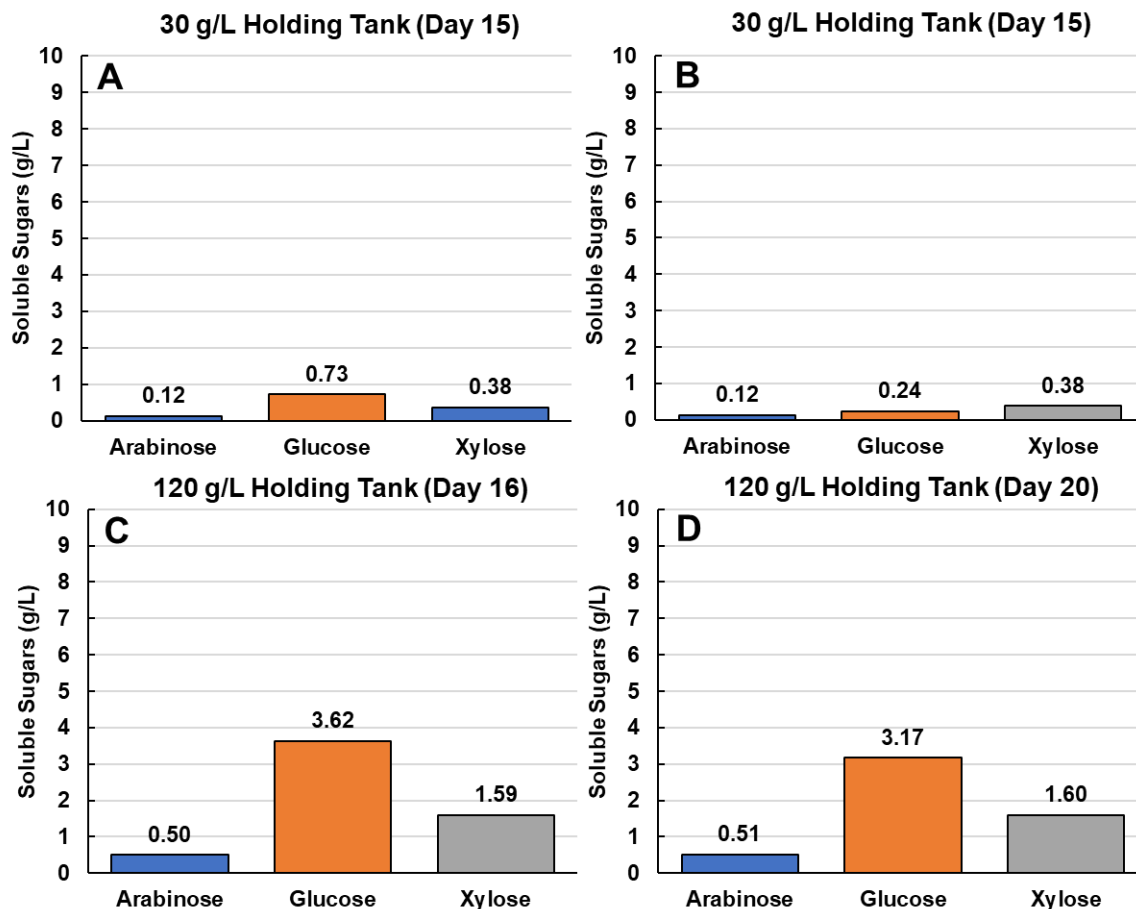 30 g/L Holding Tank (Day 15)
A
Soluble Sugars (g/L)
10
9
8
7
6
5
4
3
2
1
0
0.12
0.73
0.38
Arabinose
Glucose
Xylose
30 g/L Holding Tank (Day 15)
B
Soluble Sugars (g/L)
10
9
8
7
6
5
4
3
2
1
0
0.12
0.24
0.38
Arabinose
Glucose
Xylose
120 g/L Holding Tank (Day 16)
C
Soluble Sugars (g/L)
10
9
8
7
6
5
4
3
2
1
0
0.50
3.62
1.59
Arabinose
Glucose
Xylose
120 g/L Holding Tank (Day 20)
D
Soluble Sugars (g/L)
10
9
8
7
6
5
4
3
2
1
0
0.51
3.17
1.60
Arabinose
Glucose
Xylose